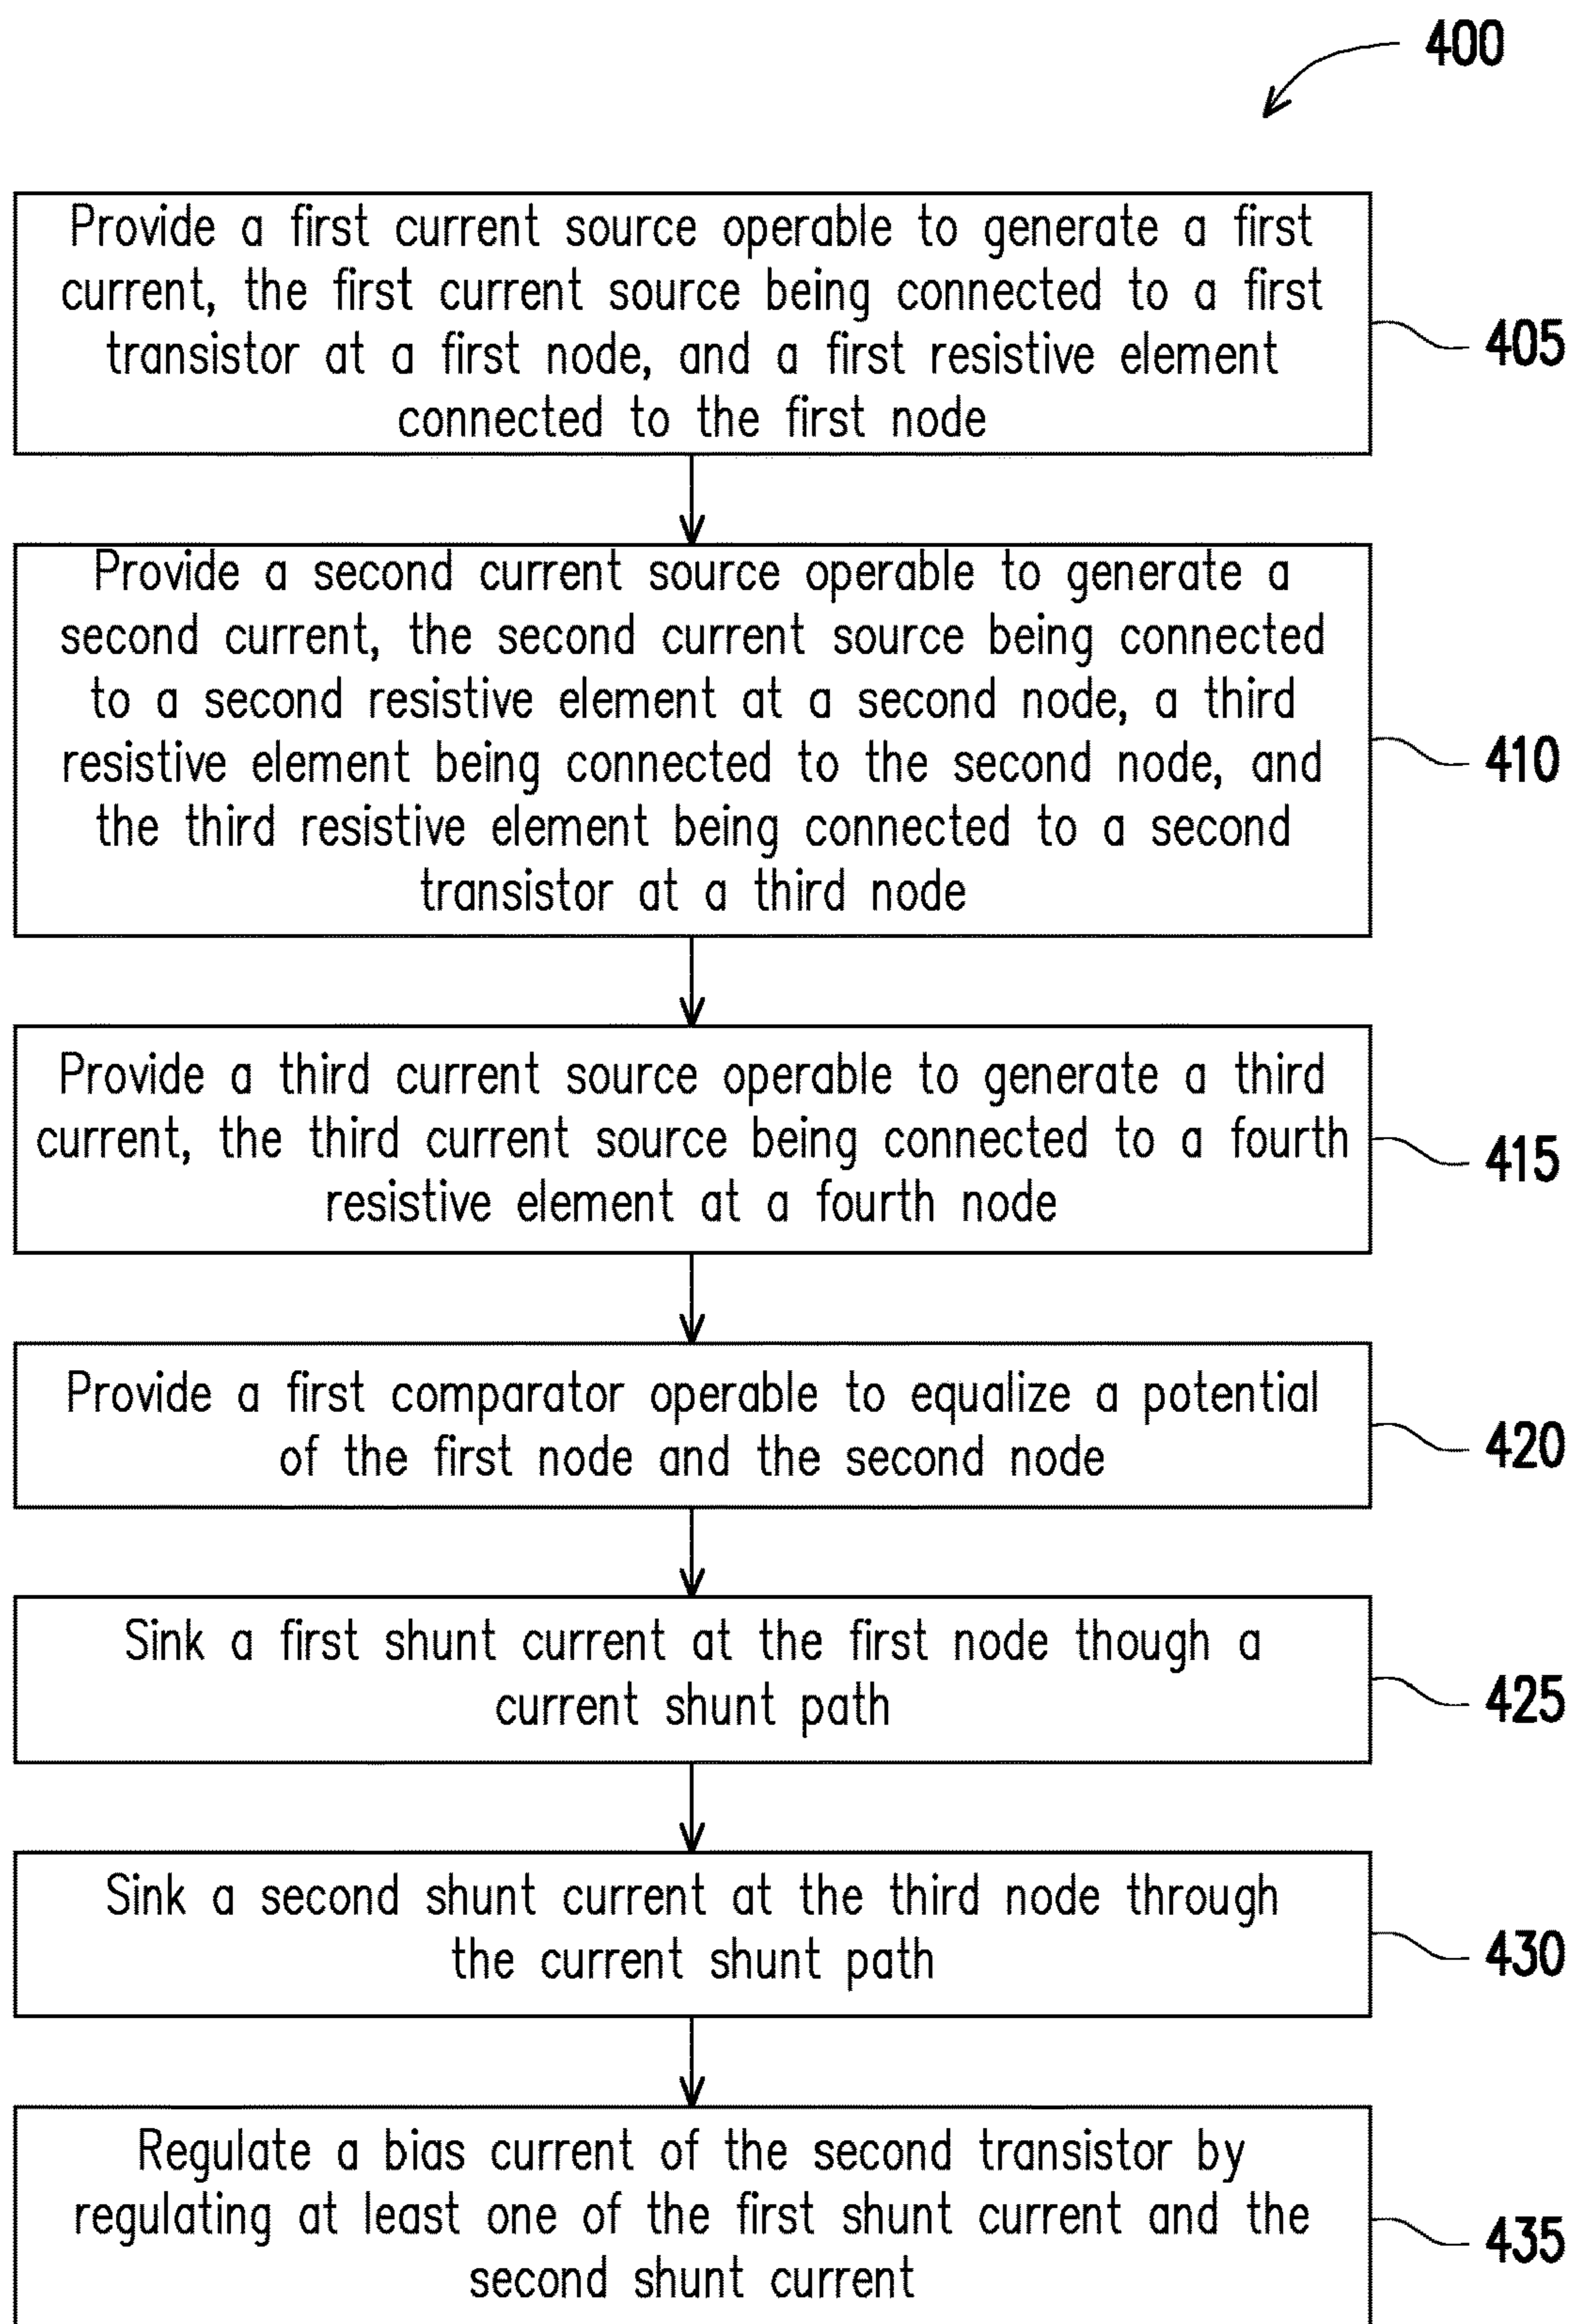 400
Provide a first current source operable to generate a first
current, the first current source being connected to a first
transistor at a first node, and a first resistive element
connected to the first node
405
Provide a second current source operable to generate a
second current, the second current source being connected
to a second resistive element at a second node, a third
resistive element being connected to the second node, and
the third resistive element being connected to a second
transistor at a third node
410
Provide a third current source operable to generate a third
current, the third current source being connected to a fourth
resistive element at a fourth node
415
Provide a first comparator operable to equalize a potential
of the first node and the second node
420
Sink a first shunt current at the first node though a
current shunt path
425
Sink a second shunt current at the third node through
the current shunt path
430
Regulate a bias current of the second transistor by
regulating at least one of the first shunt current and the
second shunt current
435